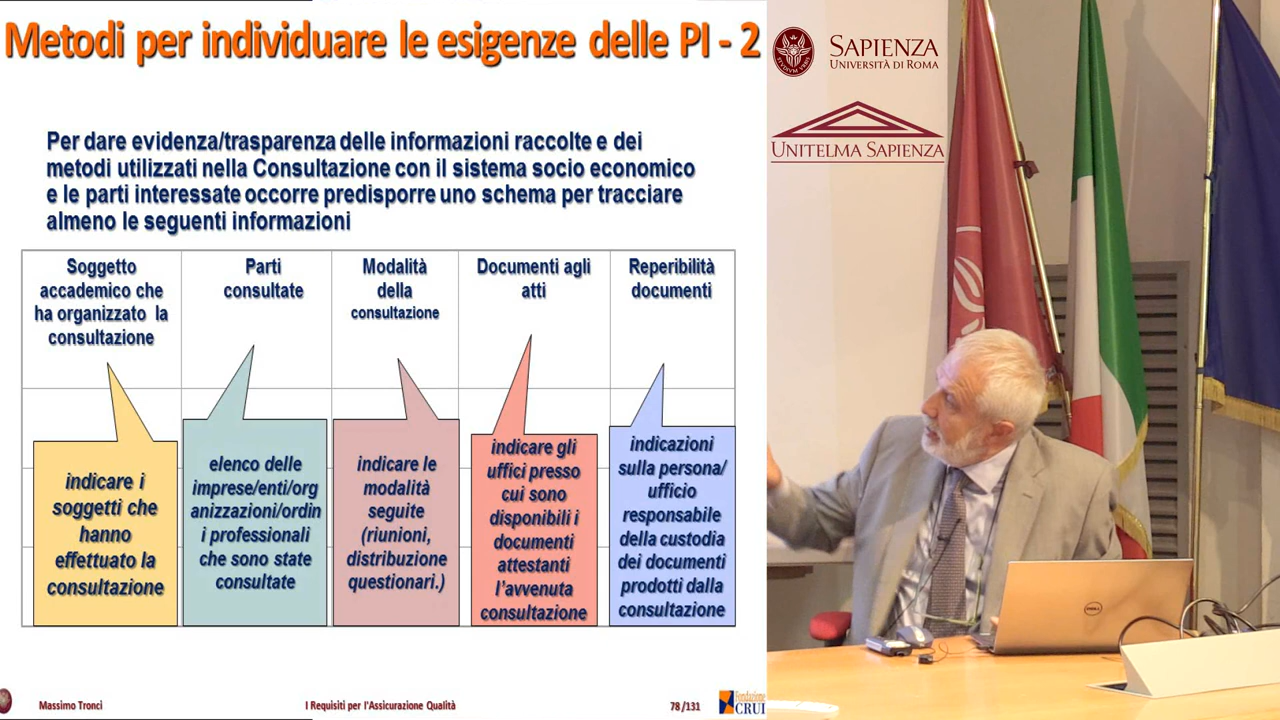 Metodi per individuare le esigenze delle PI - 2
Per dare evidenza/trasparenza delle informazioni raccolte e dei
metodi utilizzati nella Consultazione con il sistema socio economico
e le parti interessate occorre predisporre uno schema per tracciare
almeno le seguenti informazioni
Soggetto
accademico che
ha organizzato la
consultazione
Parti
consultate
Modalità
della
consultazione
Documenti agli
atti
Reperibilità
documenti
indicare i
soggetti che
hanno
effettuato la
consultazione
elenco delle
imprese/enti/org
anizzazioni/ordin
i professionali
che sono state
consultate
indicare le
modalità
seguite
(riunioni,
distribuzione
questionari.)
indicare gli
uffici presso
cui sono
disponibili i
documenti
attestanti
l'avvenuta
consultazione
indicazioni
sulla persona/
ufficio
responsabile
della custodia
dei documenti
prodotti dalla
consultazione
Massimo Tronci
I Requisiti per l'Assicurazione Qualità
78 /131
Fondazione
CRUI
SAPIENZA
UNIVERSITÀ DI ROMA
UNITELMA SAPIENZA
DELL